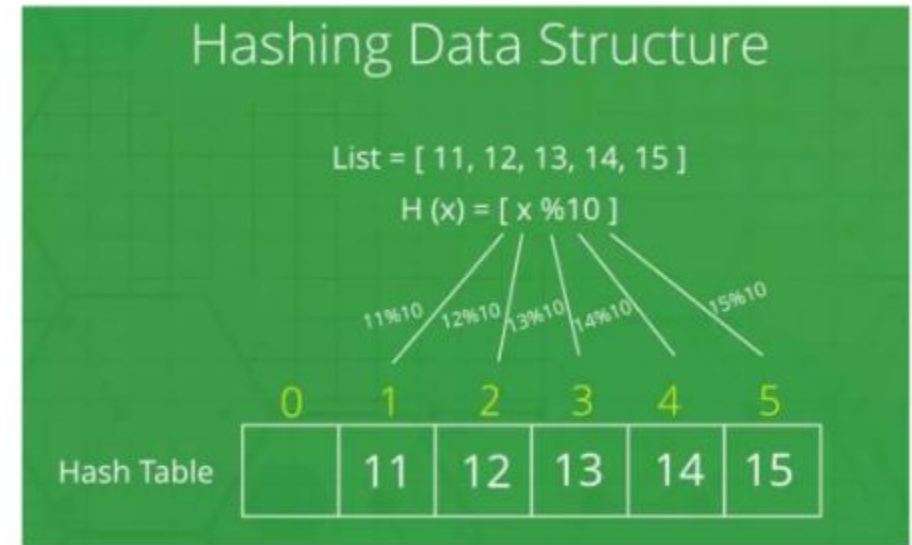 Hashing Data Structure
List = [ 11, 12, 13, 14, 15 ]
H (x) = [ x %10 ]
11%10 12%10 13%10 14%10 15%10
0 1 2 3 4 5
Hash Table 11 12 13 14 15